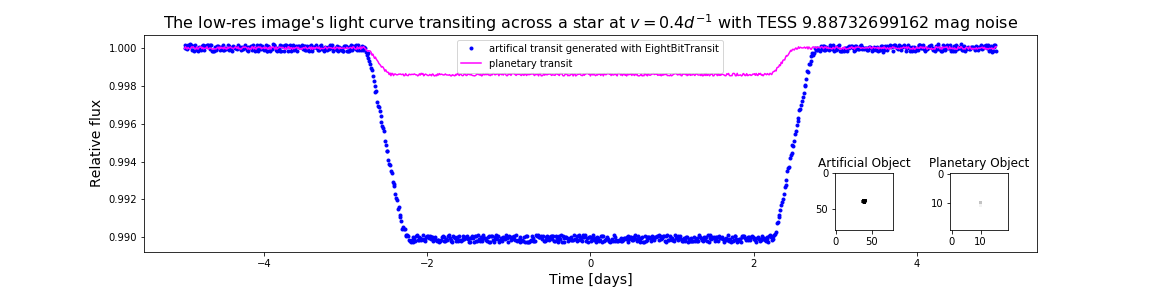 The low-res image's light curve transiting across a star at v = 0.4d⁻¹ with TESS 9.88732699162 mag noise
artifical transit generated with EightBitTransit
planetary transit
Relative flux
1.000
0.998
0.996
0.994
0.992
0.990
Artificial Object
0
50
0
50
Planetary Object
0
10
0
10
−4
−2
0
2
4
Time [days]